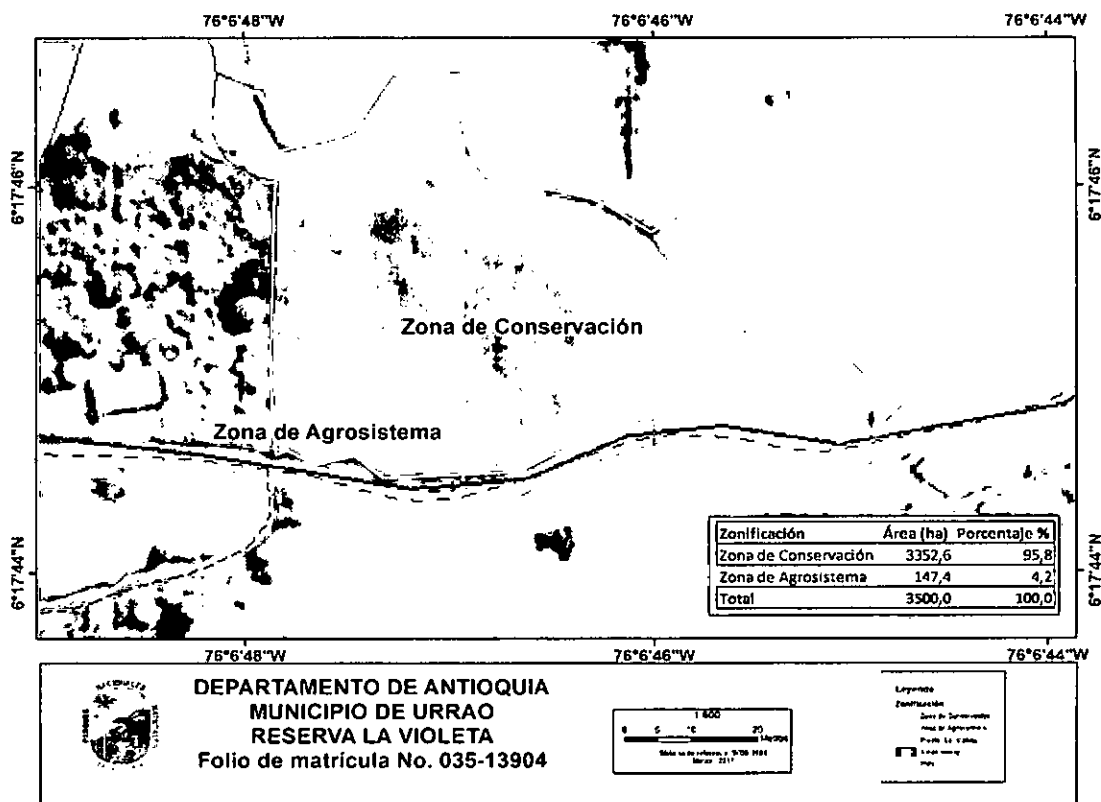 76°6'48"W 76°6'46"W 76°6'44"W
6°17'46"N 6°17'46"N
Zona de Conservación
Zona de Agrosistema
Zonificación Área (ha) Porcentaje %
Zona de Conservación 3352,6 95,8
Zona de Agrosistema 147,4 4,2
Total 3500,0 100,0
6°17'44"N 6°17'44"N
76°6'48"W 76°6'46"W 76°6'44"W
DEPARTAMENTO DE ANTIOQUIA
MUNICIPIO DE URRAO
RESERVA LA VIOLETA
Folio de matrícula No. 035-13904
1:600
0 5 10 20
Leyenda
Zonificación